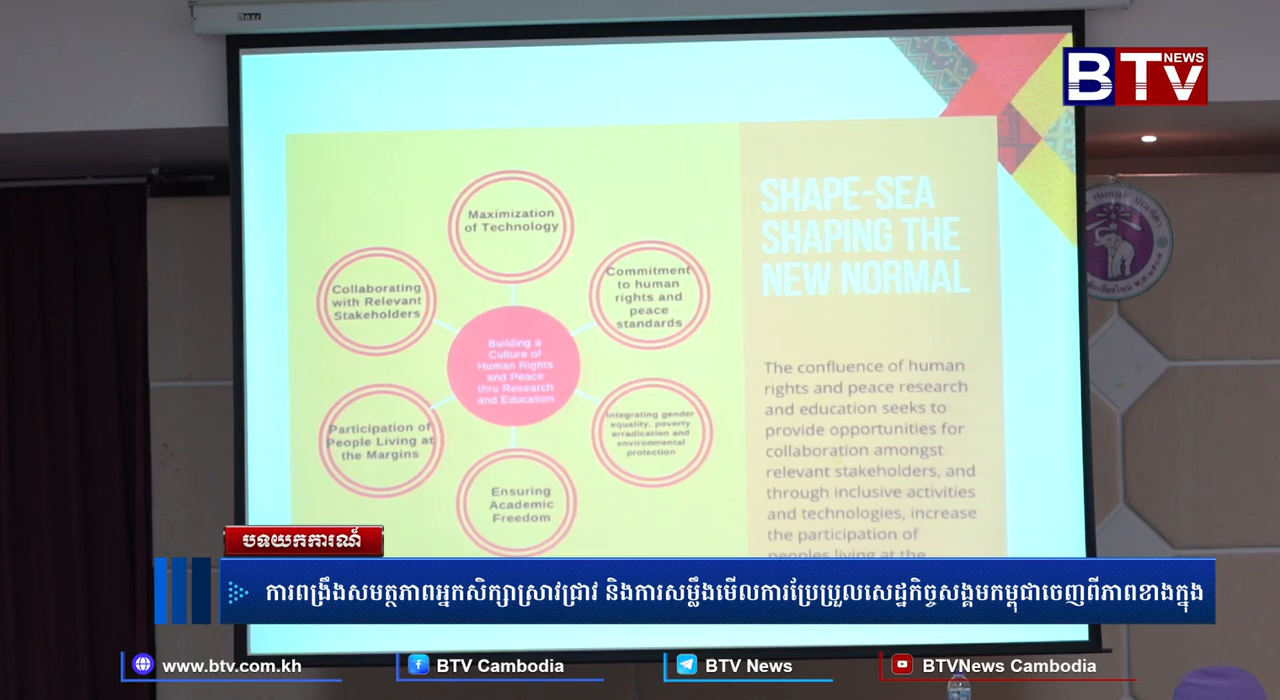 BTV NEWS
SHAPE-SEA
SHAPING THE
NEW NORMAL
Maximization
of Technology
Commitment
to human
rights and
peace
standards
Collaborating
with Relevant
Stakeholders
Building a
Culture of
Human Rights
and Peace
thru Research
and Education
Participation of
People Living at
the Margins
Integrating gender
equality, poverty
erradication and
environmental
protection
Ensuring
Academic
Freedom
The confluence of human
rights and peace research
and education seeks to
provide opportunities for
collaboration amongst
relevant stakeholders, and
through inclusive activities
and technologies, increase
the participation of
peoples living at the
បទយកការណ៍
ការពង្រឹងសមត្ថភាពអ្នកសិក្សាស្រាវជ្រាវ និងការសម្លឹងមើលការប្រែប្រួលសេដ្ឋកិច្ចសង្គមកម្ពុជាចេញពីភាពខាងក្នុង
www.btv.com.kh
BTV Cambodia
BTV News
BTVNews Cambodia